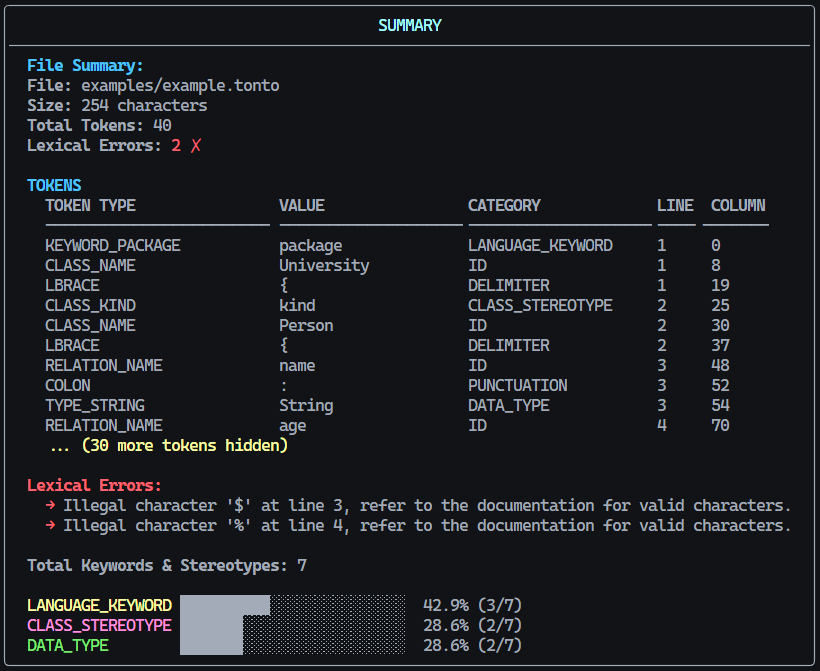 SUMMARY
File Summary:
File: examples/example.tonto
Size: 254 characters
Total Tokens: 40
Lexical Errors: 2 ✗
TOKENS
TOKEN TYPE VALUE CATEGORY LINE COLUMN
KEYWORD_PACKAGE package LANGUAGE_KEYWORD 1 0
CLASS_NAME University ID 1 8
LBRACE { DELIMITER 1 19
CLASS_KIND kind CLASS_STEREOTYPE 2 25
CLASS_NAME Person ID 2 30
LBRACE { DELIMITER 2 37
RELATION_NAME name ID 3 48
COLON : PUNCTUATION 3 52
TYPE_STRING String DATA_TYPE 3 54
RELATION_NAME age ID 4 70
... (30 more tokens hidden)
Lexical Errors:
→ Illegal character '$' at line 3, refer to the documentation for valid characters.
→ Illegal character '%' at line 4, refer to the documentation for valid characters.
Total Keywords & Stereotypes: 7
LANGUAGE_KEYWORD 42.9% (3/7)
CLASS_STEREOTYPE 28.6% (2/7)
DATA_TYPE 28.6% (2/7)